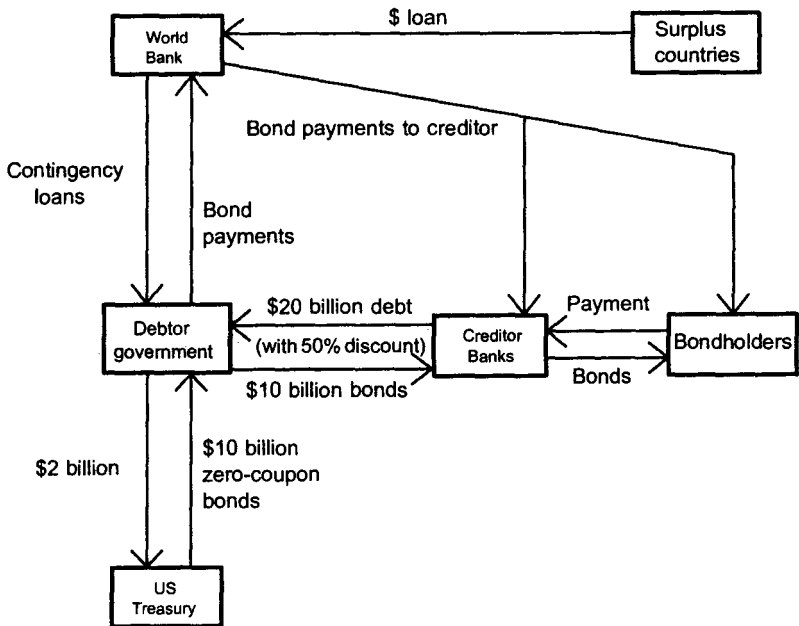 $ loan
World
Bank
Surplus
countries
Bond payments to creditor
Contingency
loans
Bond
payments
$20 billion debt
(with 50% discount)
$10 billion bonds
Debtor
government
Creditor
Banks
Payment
Bonds
Bondholders
$2 billion
$10 billion
zero-coupon
bonds
US
Treasury